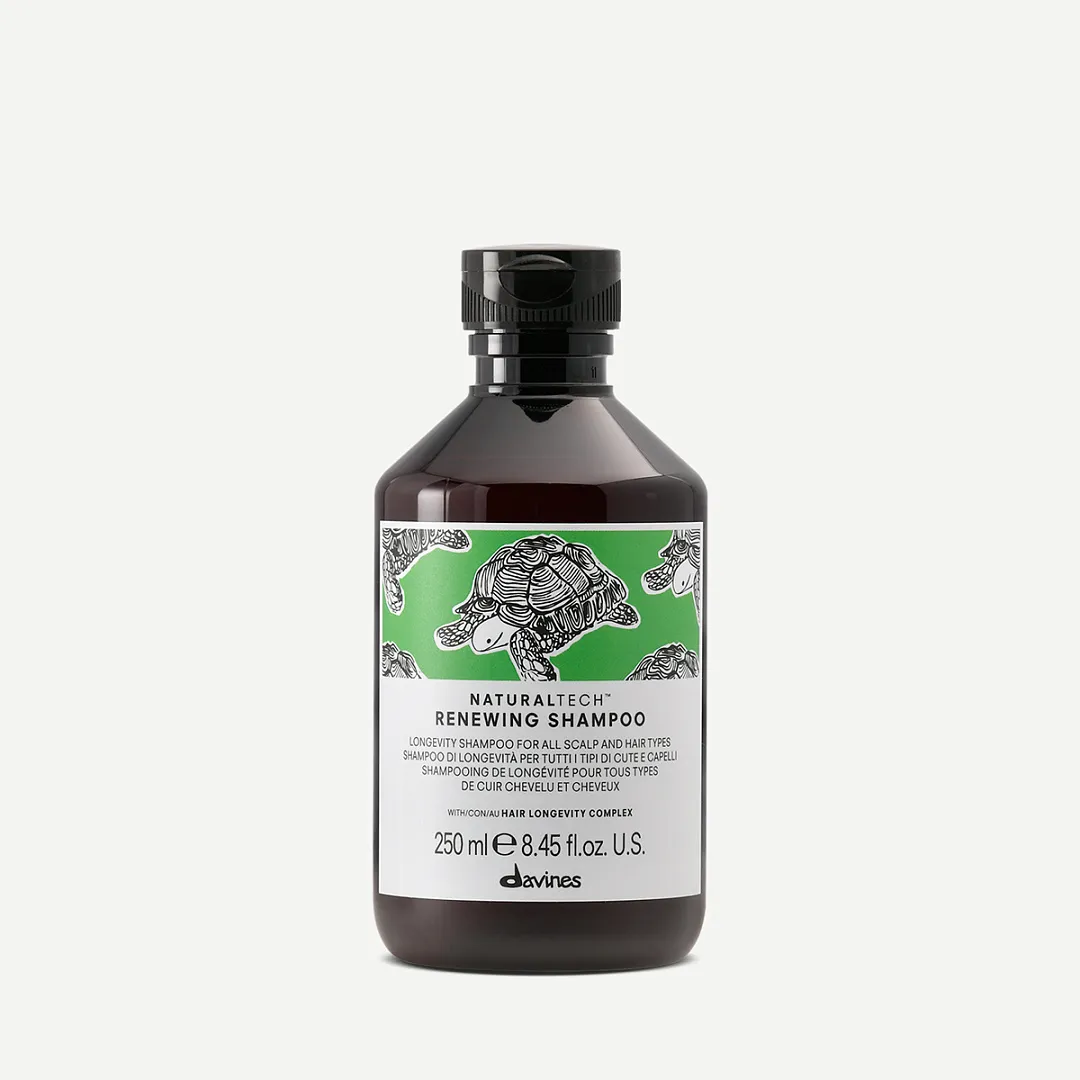 NATURALTECH™
RENEWING SHAMPOO
LONGEVITY SHAMPOO FOR ALL SCALP AND HAIR TYPES
SHAMPOO DI LONGEVITÀ PER TUTTI I TIPI DI CUTE E CAPELLI
SHAMPOOING DE LONGÉVITÉ POUR TOUS TYPES
DE CUIR CHEVELU ET CHEVEUX
WITH/CON/AU HAIR LONGEVITY COMPLEX
250 ml ℮ 8.45 fl.oz. U.S.
davines